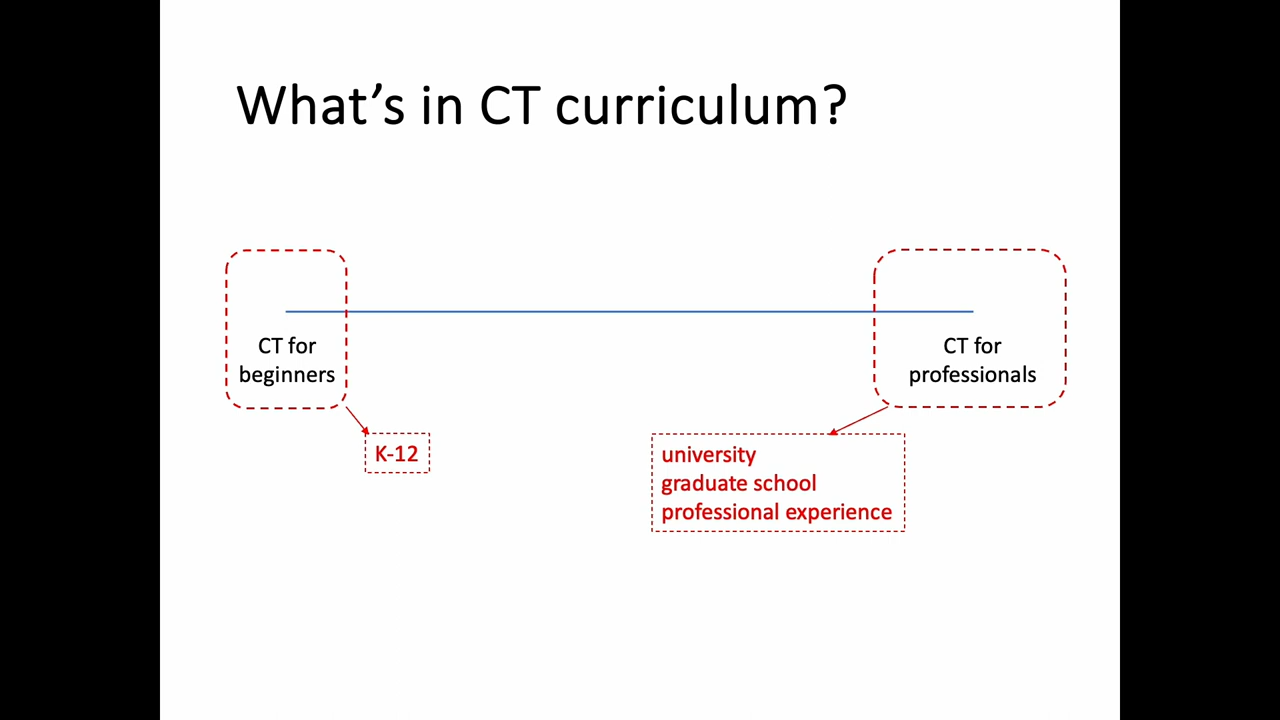 What's in CT curriculum?
CT for
beginners
CT for
professionals
K-12
university
graduate school
professional experience